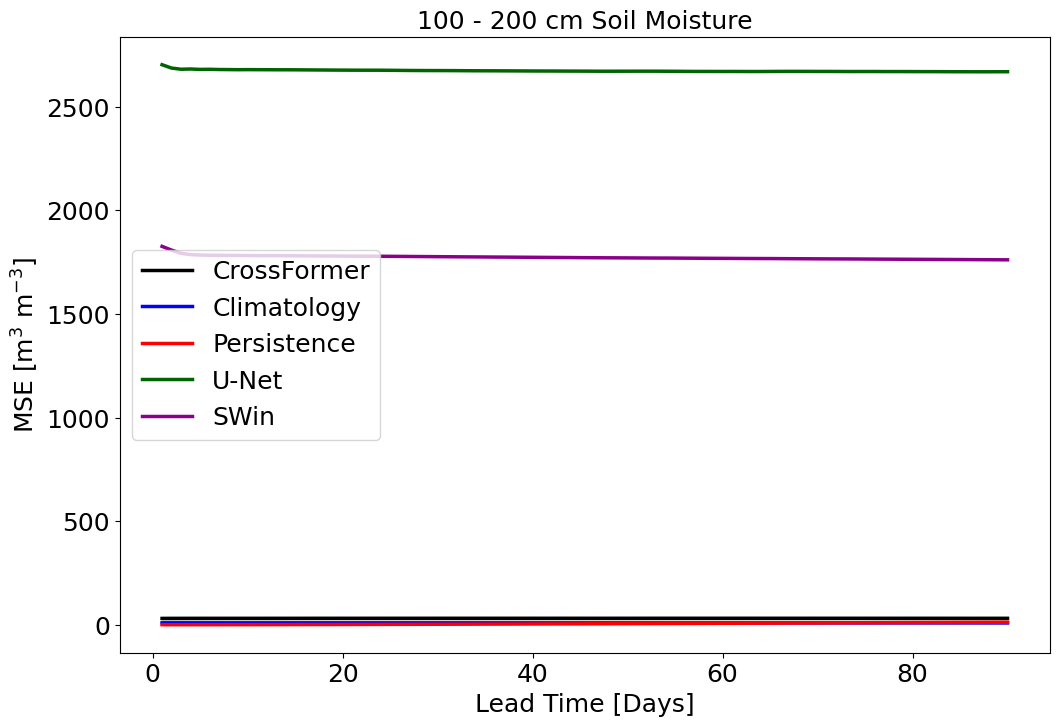 100 - 200 cm Soil Moisture
MSE [m³ m⁻³]
2500
2000
1500
1000
500
0
CrossFormer
Climatology
Persistence
U-Net
SWin
0 20 40 60 80
Lead Time [Days]